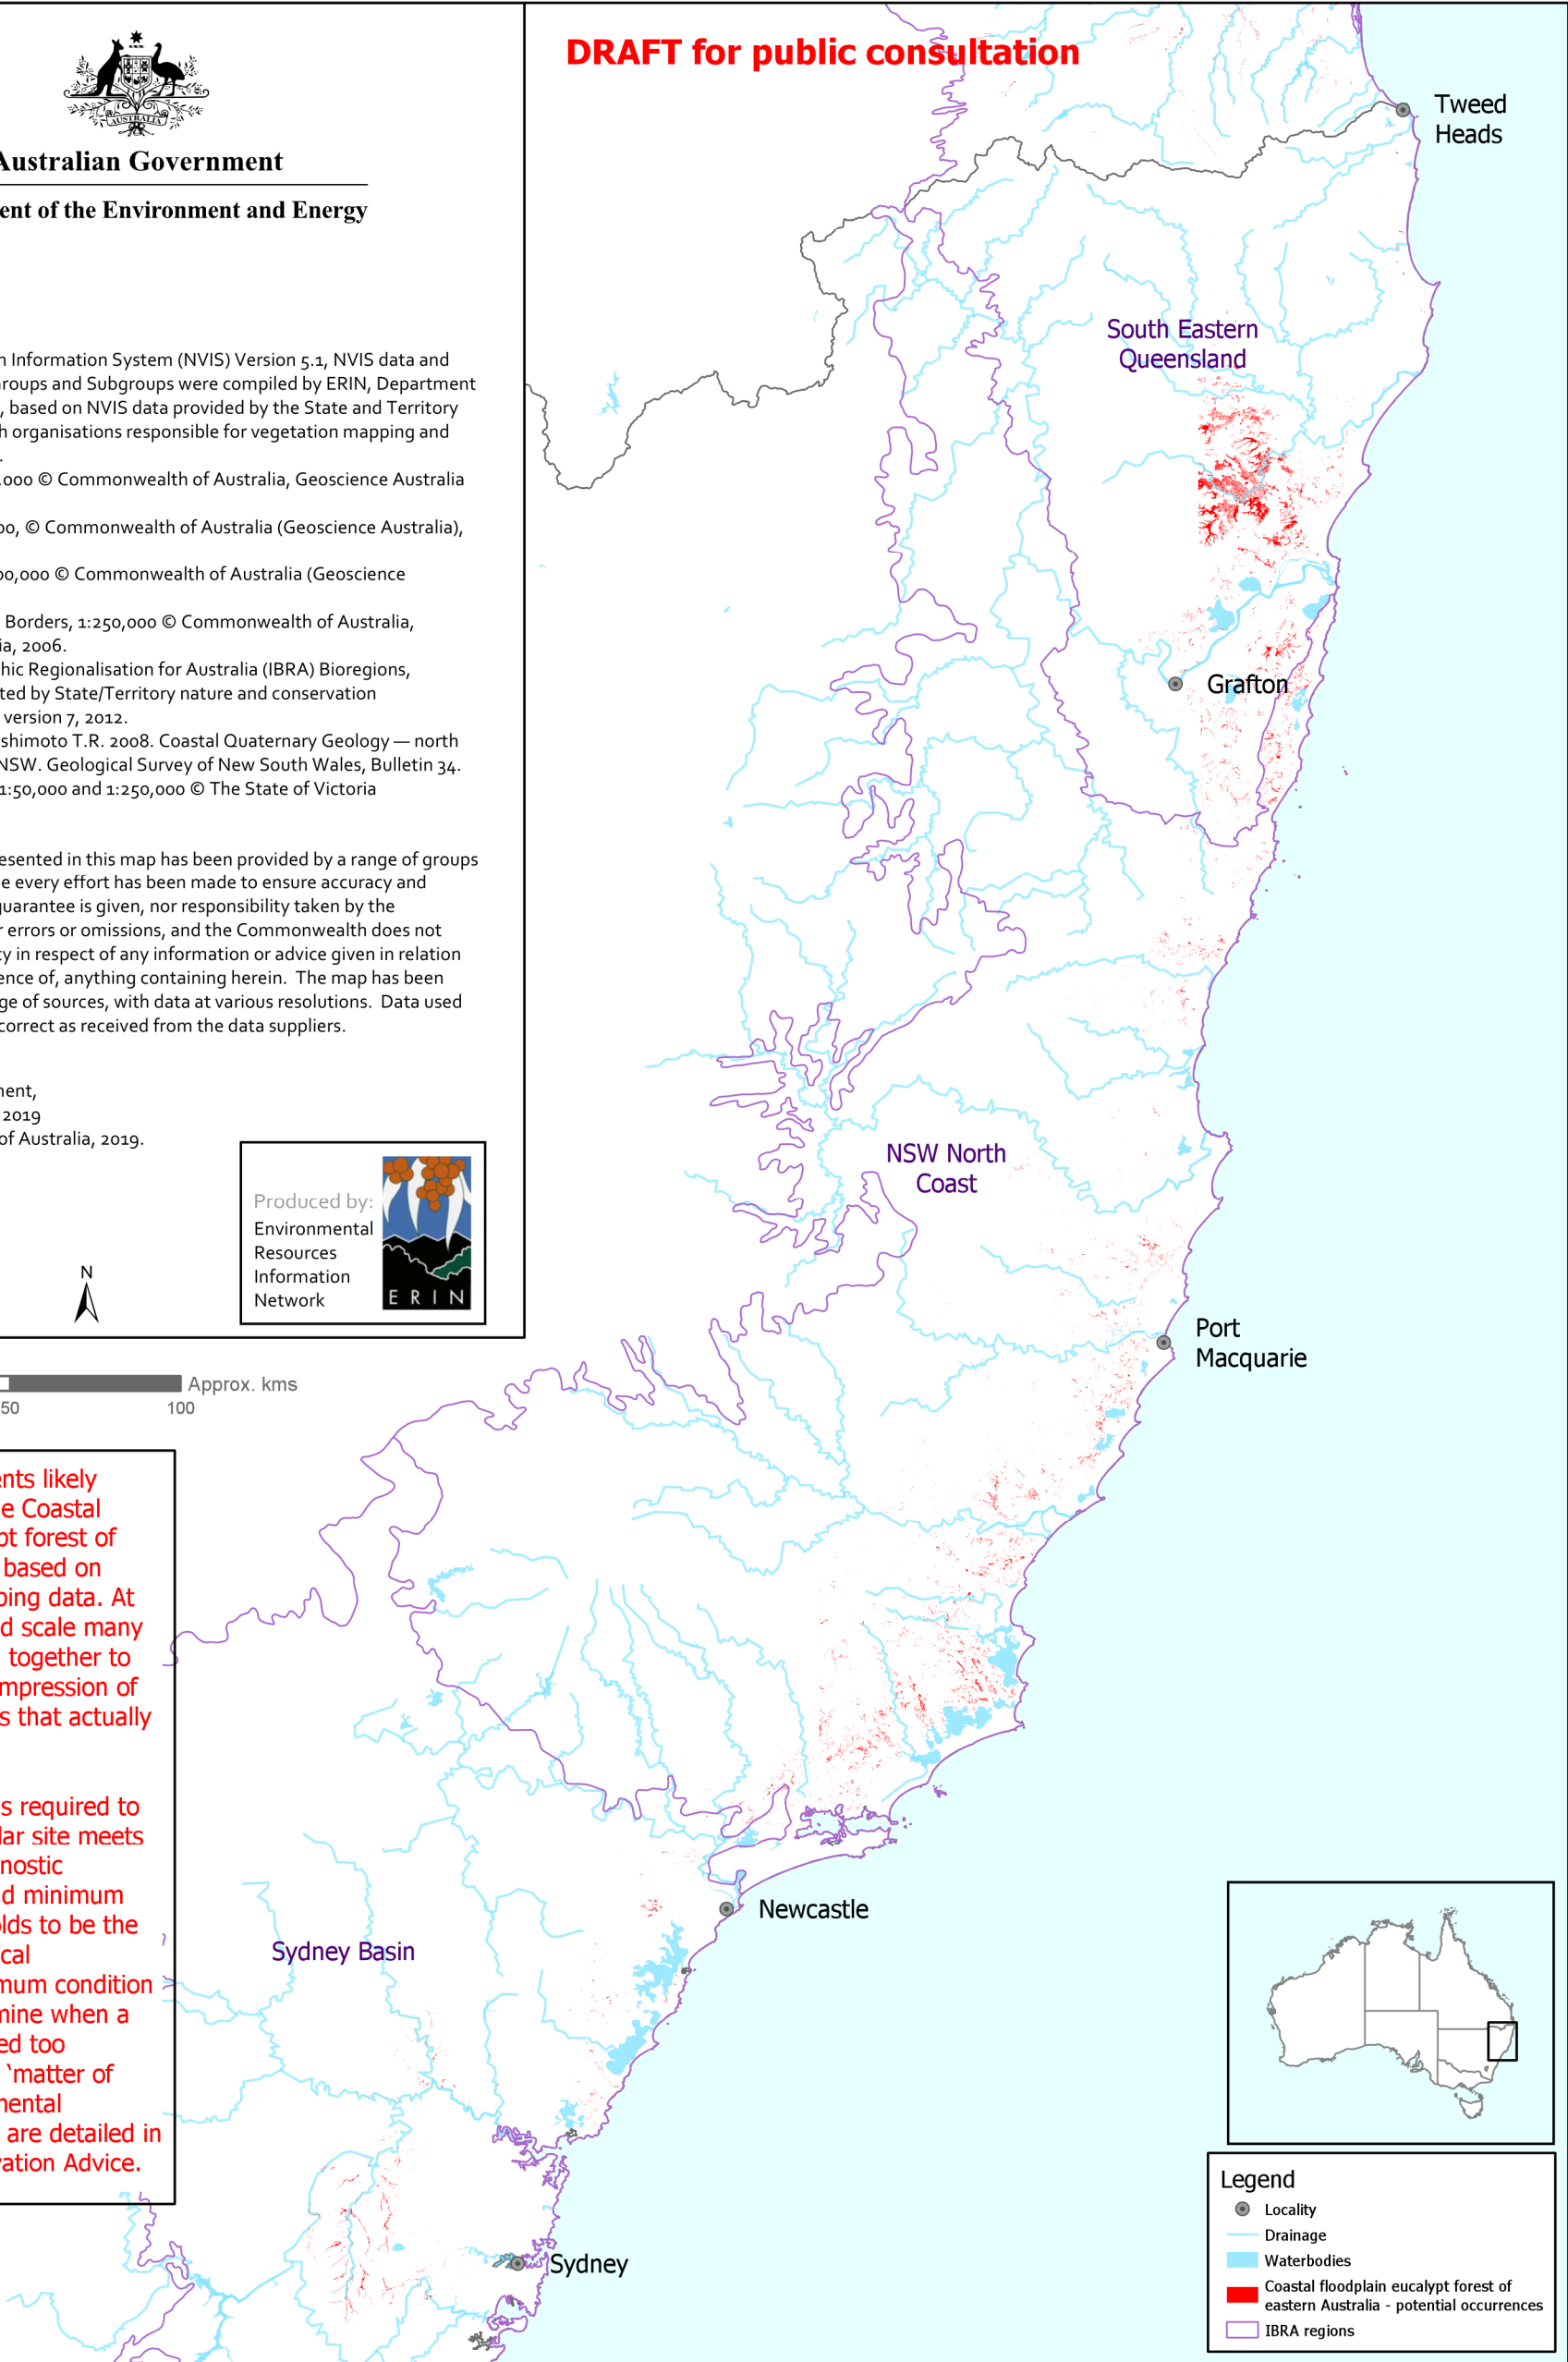 DRAFT for public consultation
AUSTRALIA
Australian Government
ent of the Environment and Energy
n Information System (NVIS) Version 5.1, NVIS data and
roups and Subgroups were compiled by ERIN, Department
, based on NVIS data provided by the State and Territory
h organisations responsible for vegetation mapping and
.
,000 © Commonwealth of Australia, Geoscience Australia
00, © Commonwealth of Australia (Geoscience Australia),
00,000 © Commonwealth of Australia (Geoscience
Borders, 1:250,000 © Commonwealth of Australia,
ia, 2006.
hic Regionalisation for Australia (IBRA) Bioregions,
ted by State/Territory nature and conservation
version 7, 2012.
shimoto T.R. 2008. Coastal Quaternary Geology — north
NSW. Geological Survey of New South Wales, Bulletin 34.
1:50,000 and 1:250,000 © The State of Victoria
esented in this map has been provided by a range of groups
e every effort has been made to ensure accuracy and
guarantee is given, nor responsibility taken by the
r errors or omissions, and the Commonwealth does not
ty in respect of any information or advice given in relation
ence of, anything containing herein. The map has been
ge of sources, with data at various resolutions. Data used
correct as received from the data suppliers.
ment,
2019
of Australia, 2019.
Produced by:
Environmental
Resources
Information
Network
ERIN
N
Approx. kms
50
100
ents likely
e Coastal
pt forest of
based on
ping data. At
d scale many
together to
mpression of
s that actually
s required to
lar site meets
nostic
d minimum
olds to be the
ical
mum condition
mine when a
ed too
‘matter of
mental
are detailed in
vation Advice.
Tweed
Heads
South Eastern
Queensland
Grafton
NSW North
Coast
Port
Macquarie
Newcastle
Sydney Basin
Sydney
Legend
Locality
Drainage
Waterbodies
Coastal floodplain eucalypt forest of
eastern Australia - potential occurrences
IBRA regions